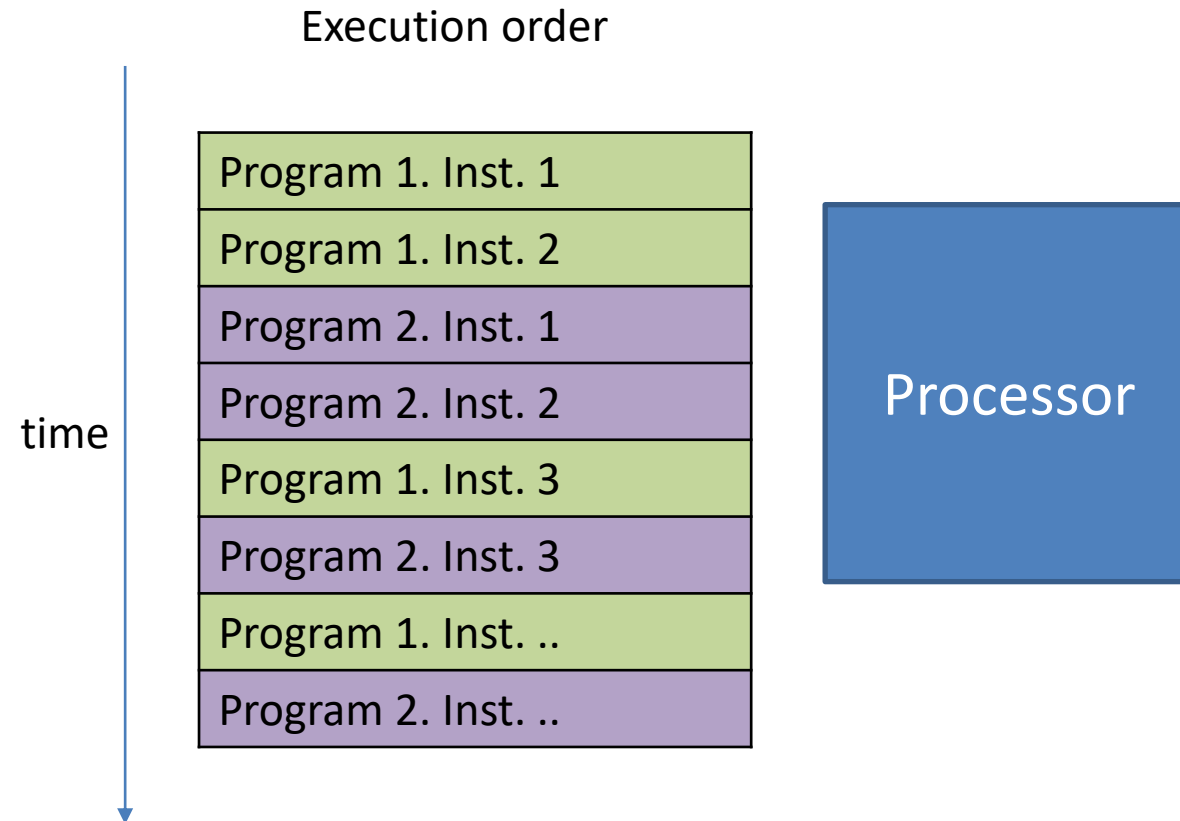 Execution order
Program 1. Inst. 1
Program 1. Inst. 2
Program 2. Inst. 1
Program 2. Inst. 2
Program 1. Inst. 3
Program 2. Inst. 3
Program 1. Inst. ..
Program 2. Inst. ..
time
Processor